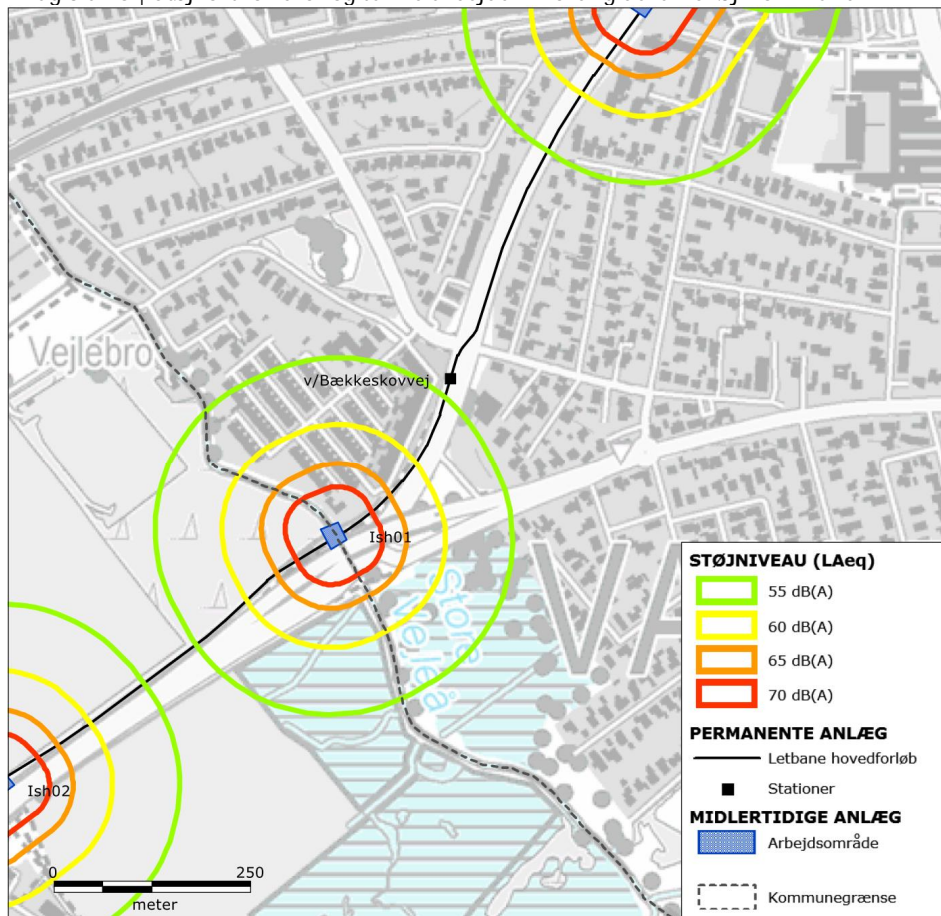 Vejlebro
v/Bækkeskovvej
Ish01
Store
Vejleå
Ish02
0 250
meter
STØJNIVEAU (LAeq)
55 dB(A)
60 dB(A)
65 dB(A)
70 dB(A)
PERMANENTE ANLÆG
Letbane hovedforløb
Stationer
MIDLERTIDIGE ANLÆG
Arbejdsområde
Kommunegrænse